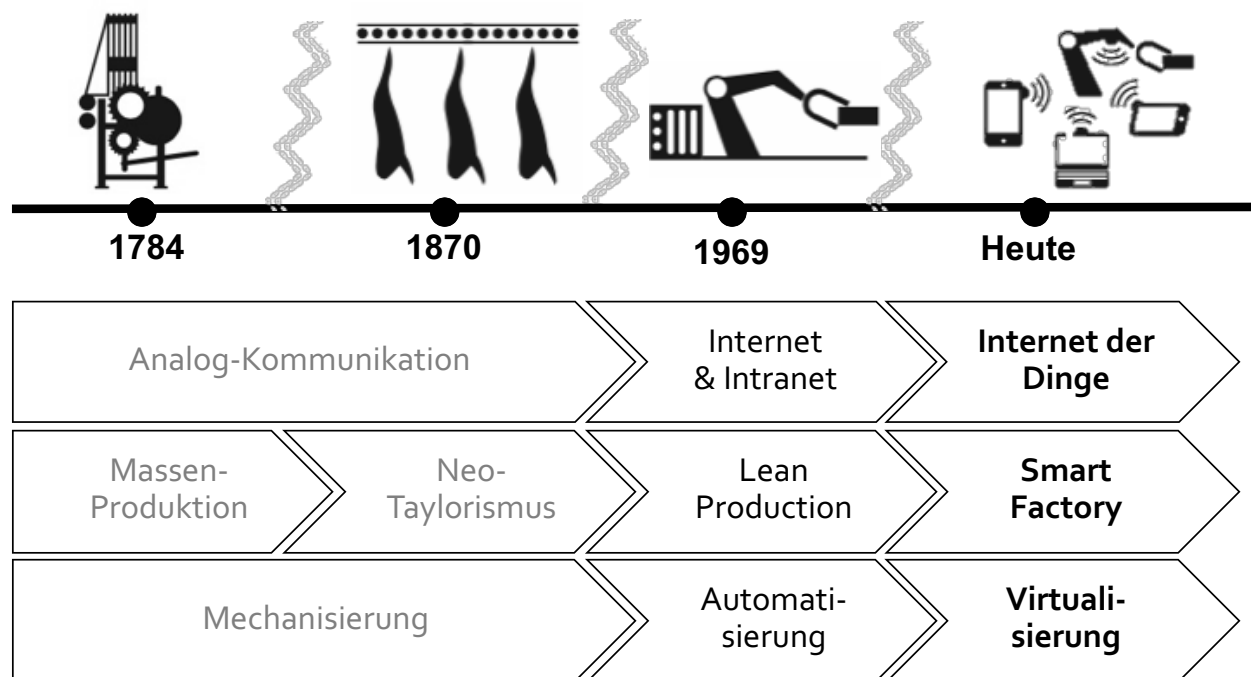 1784
1870
1969
Heute
Analog-Kommunikation
Internet
& Intranet
Internet der
Dinge
Massen-
Produktion
Neo-
Taylorismus
Lean
Production
Smart
Factory
Mechanisierung
Automati-
sierung
Virtuali-
sierung